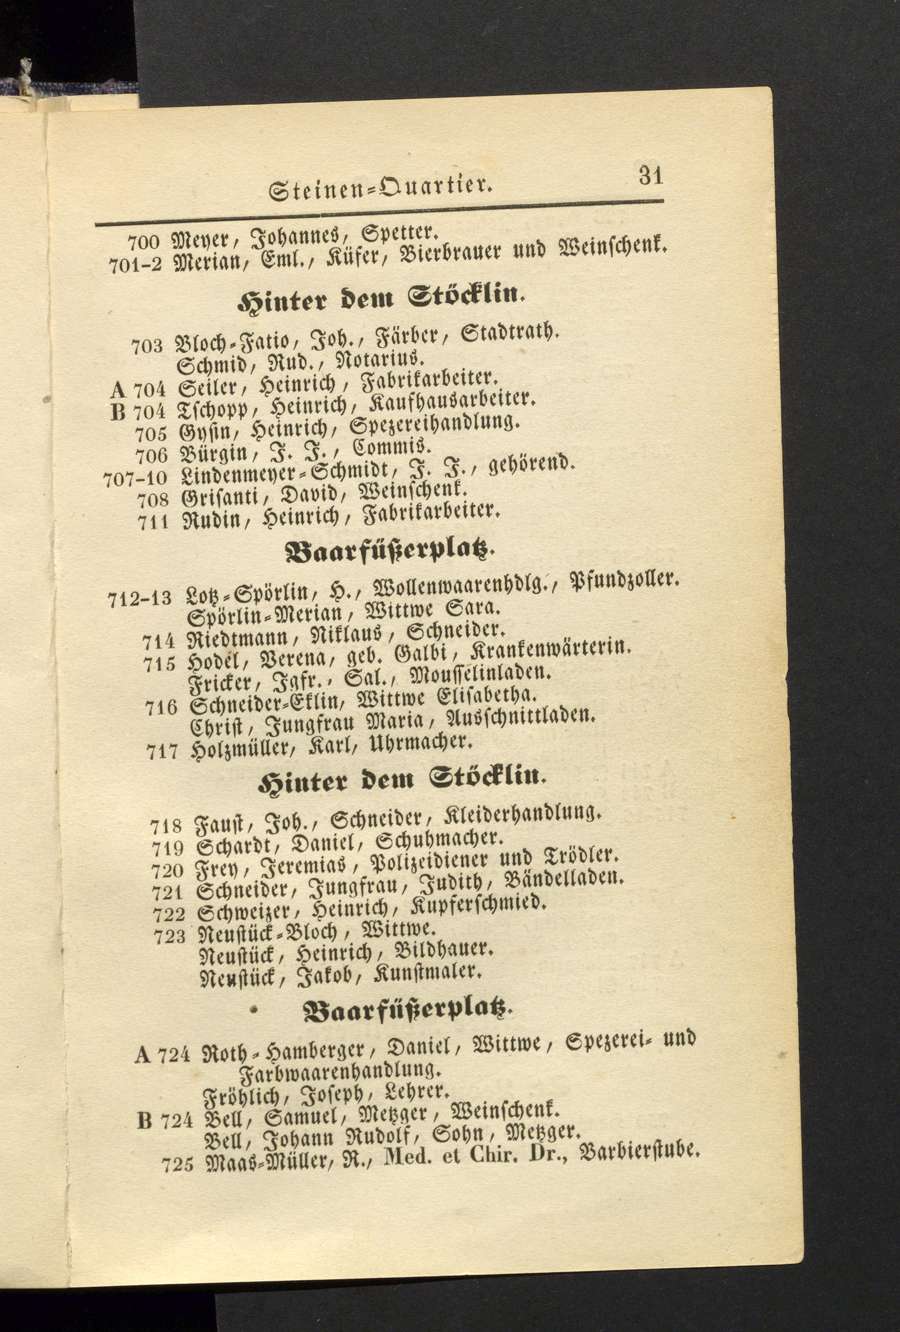 Steinen-Quartier. 31
700 Meyer, Johannes, Spetter.
701-2 Merian, Eml., Küfer, Bierbrauer und Weinschenk.
Hinter dem Stöcklin.
703 Bloch-Fatio, Joh., Färber, Stadtrath.
Schmid, Rud., Notarius.
A 704 Seiler, Heinrich, Fabrikarbeiter.
B 704 Tschopp, Heinrich, Kaufhausarbeiter.
705 Gysin, Heinrich, Spezereihandlung.
706 Bürgin, J. J., Commis.
707-10 Lindenmeyer-Schmidt, J. J., gehörend.
708 Grisanti, David, Weinschenk.
711 Rudin, Heinrich, Fabrikarbeiter.
Baarfüßerplatz.
712-13 Lotz-Spörlin, H., Wollenwaarenhdlg., Pfundzoller.
Spörlin-Merian, Wittwe Sara.
714 Riedtmann, Niklaus, Schneider.
715 Hodel, Verena, geb. Galbi, Krankenwärterin.
Fricker, Jgfr., Sal., Mousselinladen.
716 Schneider-Eklin, Wittwe Elisabetha.
Christ, Jungfrau Maria, Ausschnittladen.
717 Holzmüller, Karl, Uhrmacher.
Hinter dem Stöcklin.
718 Faust, Joh., Schneider, Kleiderhandlung.
719 Schardt, Daniel, Schuhmacher.
720 Frey, Jeremias, Polizeidiener und Trödler.
721 Schneider, Jungfrau, Judith, Bändelladen.
722 Schweizer, Heinrich, Kupferschmied.
723 Neustück-Bloch, Wittwe.
Neustück, Heinrich, Bildhauer.
Neustück, Jakob, Kunstmaler.
Baarfüßerplatz.
A 724 Roth-Hamberger, Daniel, Wittwe, Spezerei- und
Farbwaarenhandlung.
Fröhlich, Joseph, Lehrer.
B 724 Bell, Samuel, Metzger, Weinschenk.
Bell, Johann Rudolf, Sohn, Metzger.
725 Maas-Müller, R., Med. et Chir. Dr., Barbierstube.